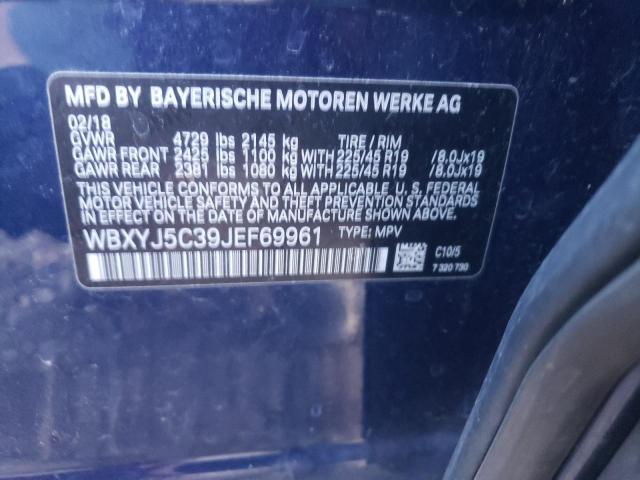 MFD BY BAYERISCHE MOTOREN WERKE AG
02/18
GVWR 4729 lbs 2145 kg TIRE / RIM
GAWR FRONT 2425 lbs 1100 kg WITH 225/45 R19 /8.0Jx19
GAWR REAR 2381 lbs 1080 kg WITH 225/45 R19 /8.0Jx19
THIS VEHICLE CONFORMS TO ALL APPLICABLE U. S. FEDERAL
MOTOR VEHICLE SAFETY AND THEFT PREVENTION STANDARDS IN
EFFECT ON THE DATE OF MANUFACTURE SHOWN ABOVE.
WBXYJ5C39JEF69961 TYPE: MPV
C10/5
7 320 730